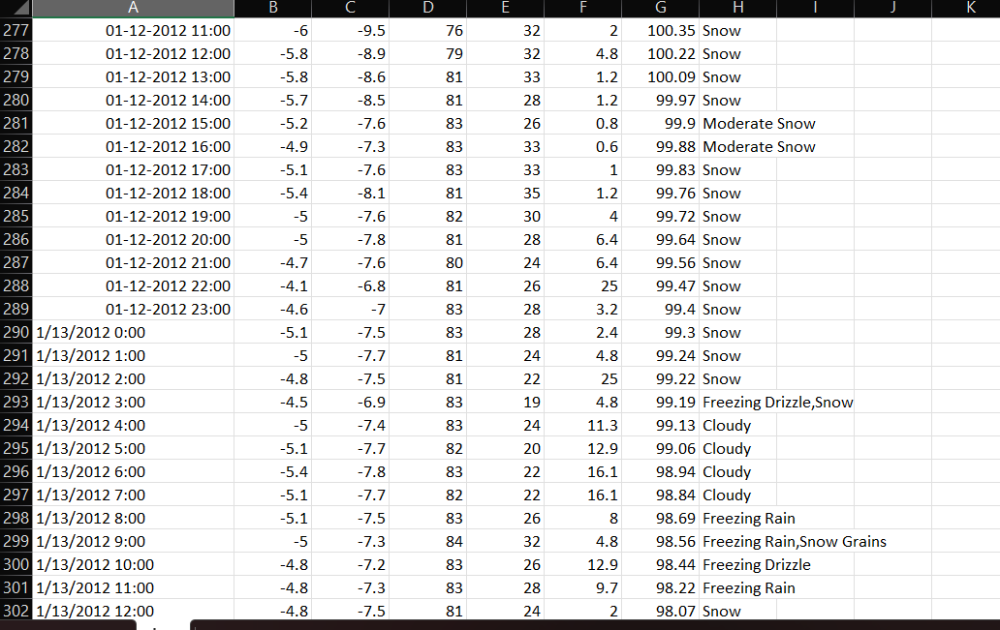 A B C D E F G H I J K
277 01-12-2012 11:00 -6 -9.5 76 32 2 100.35 Snow
278 01-12-2012 12:00 -5.8 -8.9 79 32 4.8 100.22 Snow
279 01-12-2012 13:00 -5.8 -8.6 81 33 1.2 100.09 Snow
280 01-12-2012 14:00 -5.7 -8.5 81 28 1.2 99.97 Snow
281 01-12-2012 15:00 -5.2 -7.6 83 26 0.8 99.9 Moderate Snow
282 01-12-2012 16:00 -4.9 -7.3 83 33 0.6 99.88 Moderate Snow
283 01-12-2012 17:00 -5.1 -7.6 83 33 1 99.83 Snow
284 01-12-2012 18:00 -5.4 -8.1 81 35 1.2 99.76 Snow
285 01-12-2012 19:00 -5 -7.6 82 30 4 99.72 Snow
286 01-12-2012 20:00 -5 -7.8 81 28 6.4 99.64 Snow
287 01-12-2012 21:00 -4.7 -7.6 80 24 6.4 99.56 Snow
288 01-12-2012 22:00 -4.1 -6.8 81 26 25 99.47 Snow
289 01-12-2012 23:00 -4.6 -7 83 28 3.2 99.4 Snow
290 1/13/2012 0:00 -5.1 -7.5 83 28 2.4 99.3 Snow
291 1/13/2012 1:00 -5 -7.7 81 24 4.8 99.24 Snow
292 1/13/2012 2:00 -4.8 -7.5 81 22 25 99.22 Snow
293 1/13/2012 3:00 -4.5 -6.9 83 19 4.8 99.19 Freezing Drizzle,Snow
294 1/13/2012 4:00 -5 -7.4 83 24 11.3 99.13 Cloudy
295 1/13/2012 5:00 -5.1 -7.7 82 20 12.9 99.06 Cloudy
296 1/13/2012 6:00 -5.4 -7.8 83 22 16.1 98.94 Cloudy
297 1/13/2012 7:00 -5.1 -7.7 82 22 16.1 98.84 Cloudy
298 1/13/2012 8:00 -5.1 -7.5 83 26 8 98.69 Freezing Rain
299 1/13/2012 9:00 -5 -7.3 84 32 4.8 98.56 Freezing Rain,Snow Grains
300 1/13/2012 10:00 -4.8 -7.2 83 26 12.9 98.44 Freezing Drizzle
301 1/13/2012 11:00 -4.8 -7.3 83 28 9.7 98.22 Freezing Rain
302 1/13/2012 12:00 -4.8 -7.5 81 24 2 98.07 Snow